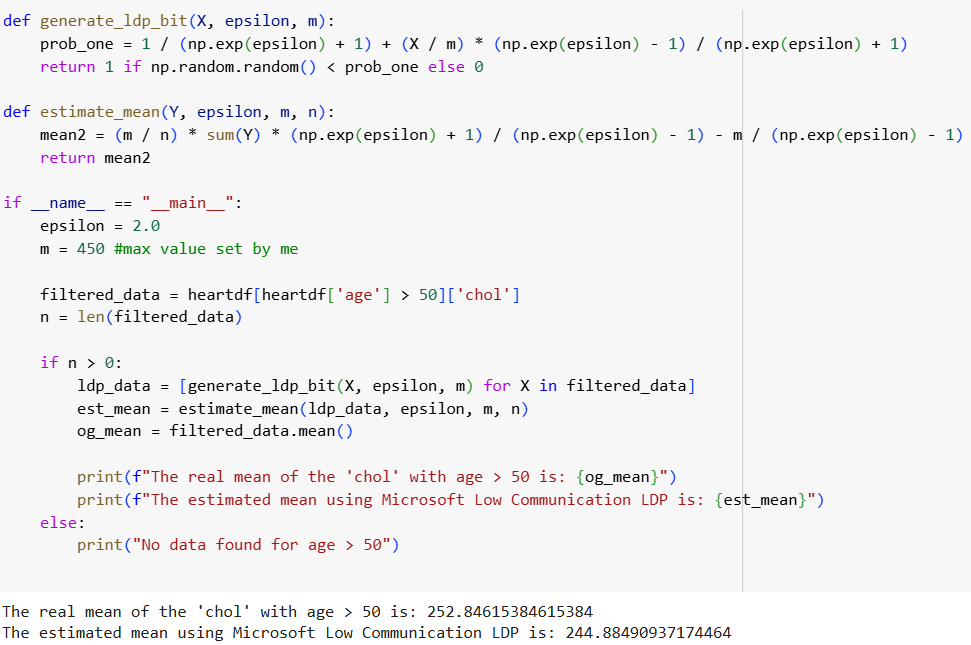 def generate_ldp_bit(X, epsilon, m):
    prob_one = 1 / (np.exp(epsilon) + 1) + (X / m) * (np.exp(epsilon) - 1) / (np.exp(epsilon) + 1)
    return 1 if np.random.random() < prob_one else 0

def estimate_mean(Y, epsilon, m, n):
    mean2 = (m / n) * sum(Y) * (np.exp(epsilon) + 1) / (np.exp(epsilon) - 1) - m / (np.exp(epsilon) - 1)
    return mean2

if __name__ == "__main__":
    epsilon = 2.0
    m = 450 #max value set by me

    filtered_data = heartdf[heartdf['age'] > 50]['chol']
    n = len(filtered_data)

    if n > 0:
        ldp_data = [generate_ldp_bit(X, epsilon, m) for X in filtered_data]
        est_mean = estimate_mean(ldp_data, epsilon, m, n)
        og_mean = filtered_data.mean()

        print(f"The real mean of the 'chol' with age > 50 is: {og_mean}")
        print(f"The estimated mean using Microsoft Low Communication LDP is: {est_mean}")
    else:
        print("No data found for age > 50")

The real mean of the 'chol' with age > 50 is: 252.84615384615384
The estimated mean using Microsoft Low Communication LDP is: 244.88490937174464